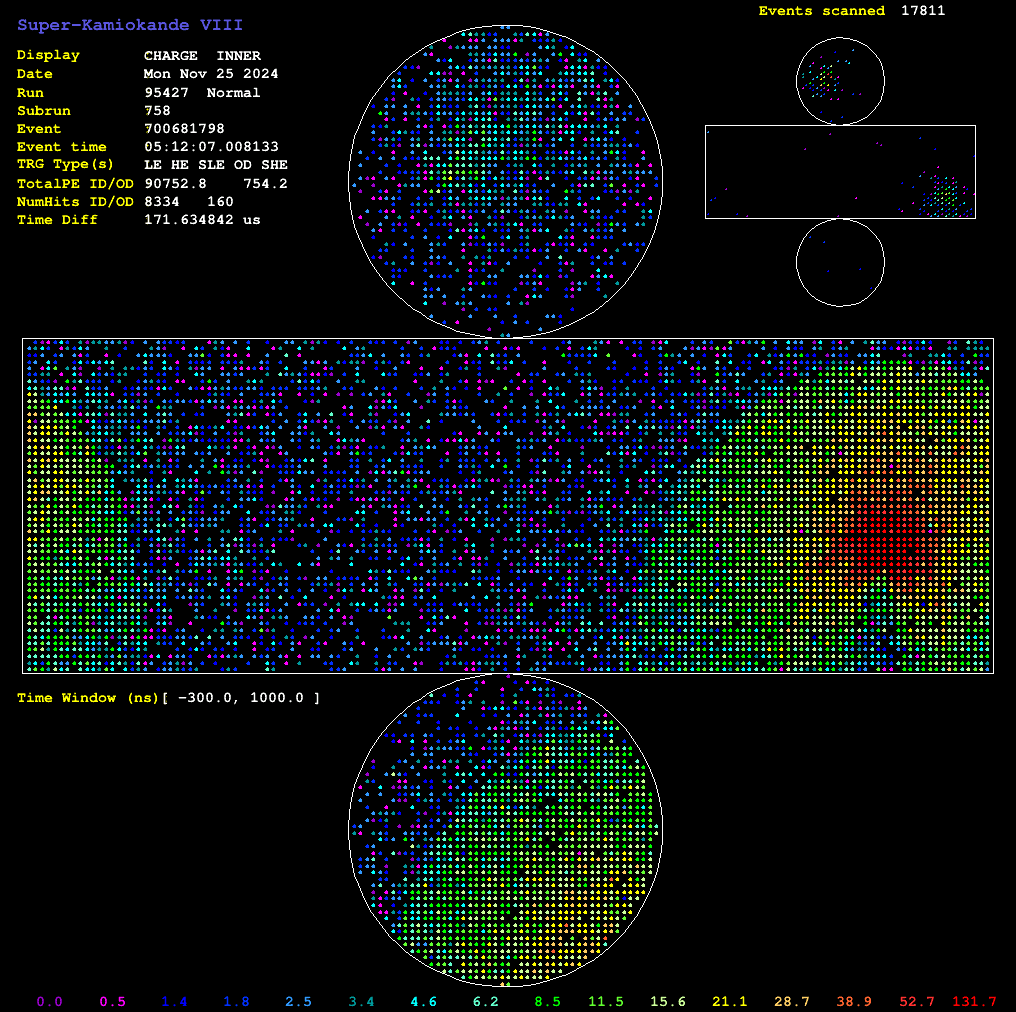 Super-Kamiokande VIII
Events scanned 17811
Display CHARGE INNER
Date Mon Nov 25 2024
Run 95427 Normal
Subrun 758
Event 700681798
Event time 05:12:07.008133
TRG Type(s) LE HE SLE OD SHE
TotalPE ID/OD 90752.8 754.2
NumHits ID/OD 8334 160
Time Diff 171.634842 us
Time Window (ns)[ -300.0, 1000.0 ]
0.0 0.5 1.4 1.8 2.5 3.4 4.6 6.2 8.5 11.5 15.6 21.1 28.7 38.9 52.7 131.7